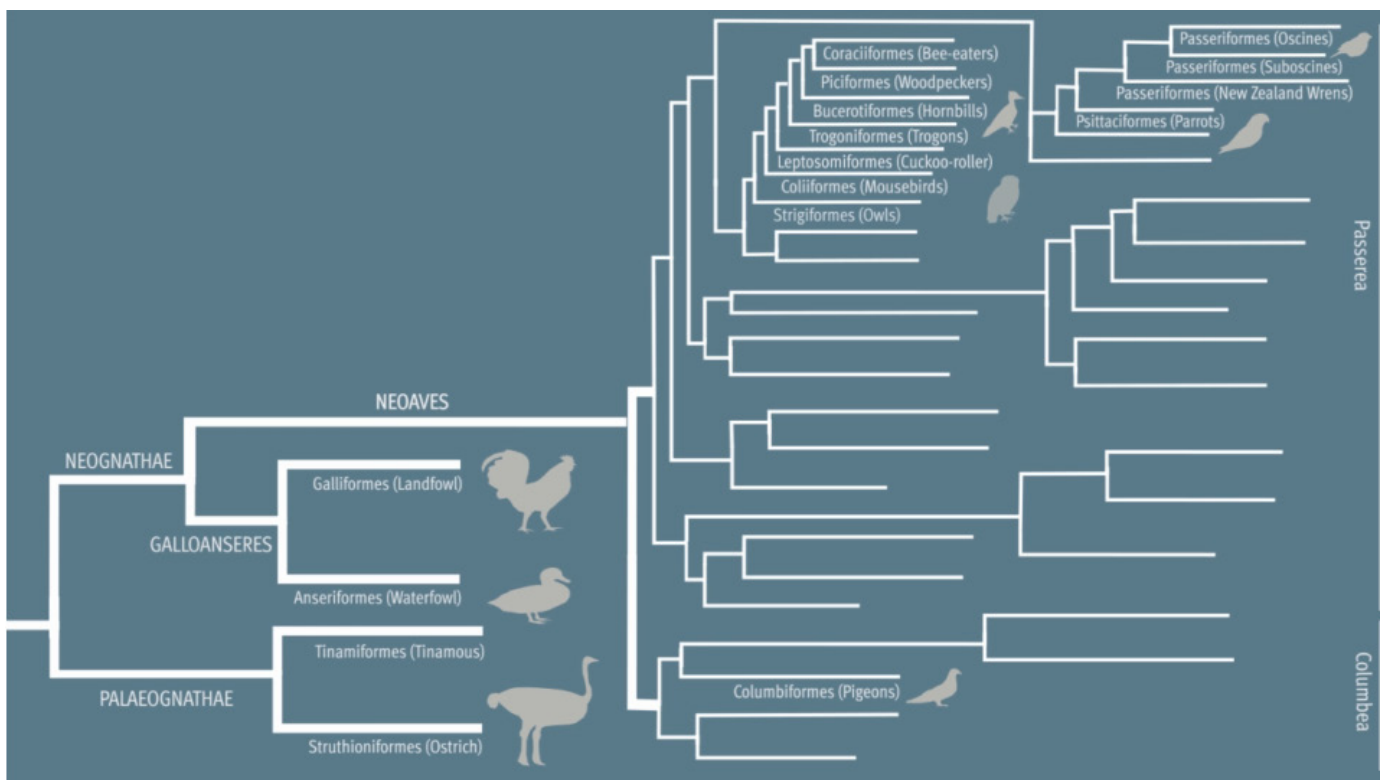 Coraciiformes (Bee-eaters)
Piciformes (Woodpeckers)
Bucerotiformes (Hornbills)
Trogoniformes (Trogons)
Leptosomiformes (Cuckoo-roller)
Coliiformes (Mousebirds)
Strigiformes (Owls)
Passeriformes (Oscines)
Passeriformes (Suboscines)
Passeriformes (New Zealand Wrens)
Psittaciformes (Parrots)
Passerea
NEOAVES
NEOGNATHAE
Galliformes (Landfowl)
GALLOANSERES
Anseriformes (Waterfowl)
Tinamiformes (Tinamous)
PALAEOGNATHAE
Struthioniformes (Ostrich)
Columbiformes (Pigeons)
Columbea